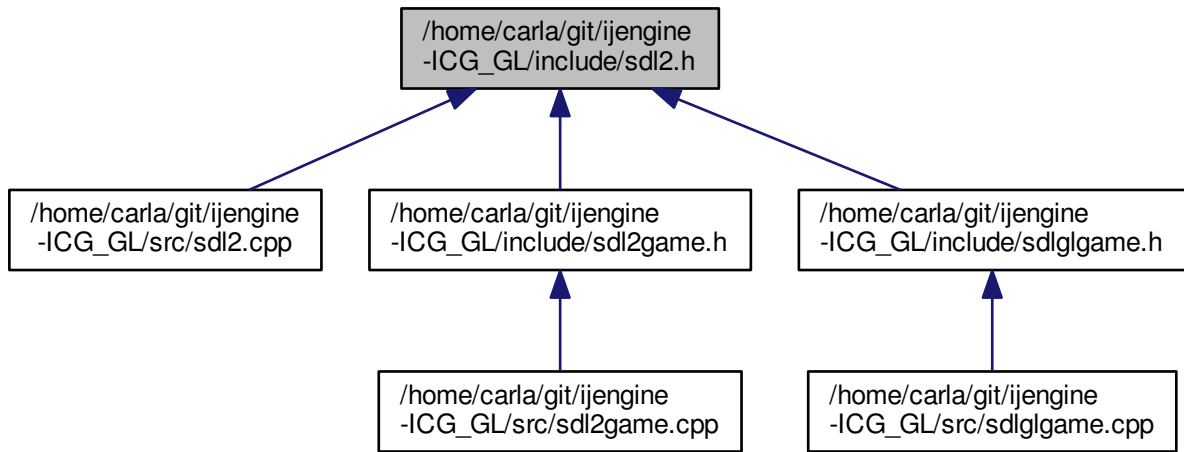 /home/carla/git/ijengine
-ICG_GL/include/sdl2.h
/home/carla/git/ijengine
-ICG_GL/src/sdl2.cpp
/home/carla/git/ijengine
-ICG_GL/include/sdl2game.h
/home/carla/git/ijengine
-ICG_GL/include/sdlglgame.h
/home/carla/git/ijengine
-ICG_GL/src/sdl2game.cpp
/home/carla/git/ijengine
-ICG_GL/src/sdlglgame.cpp